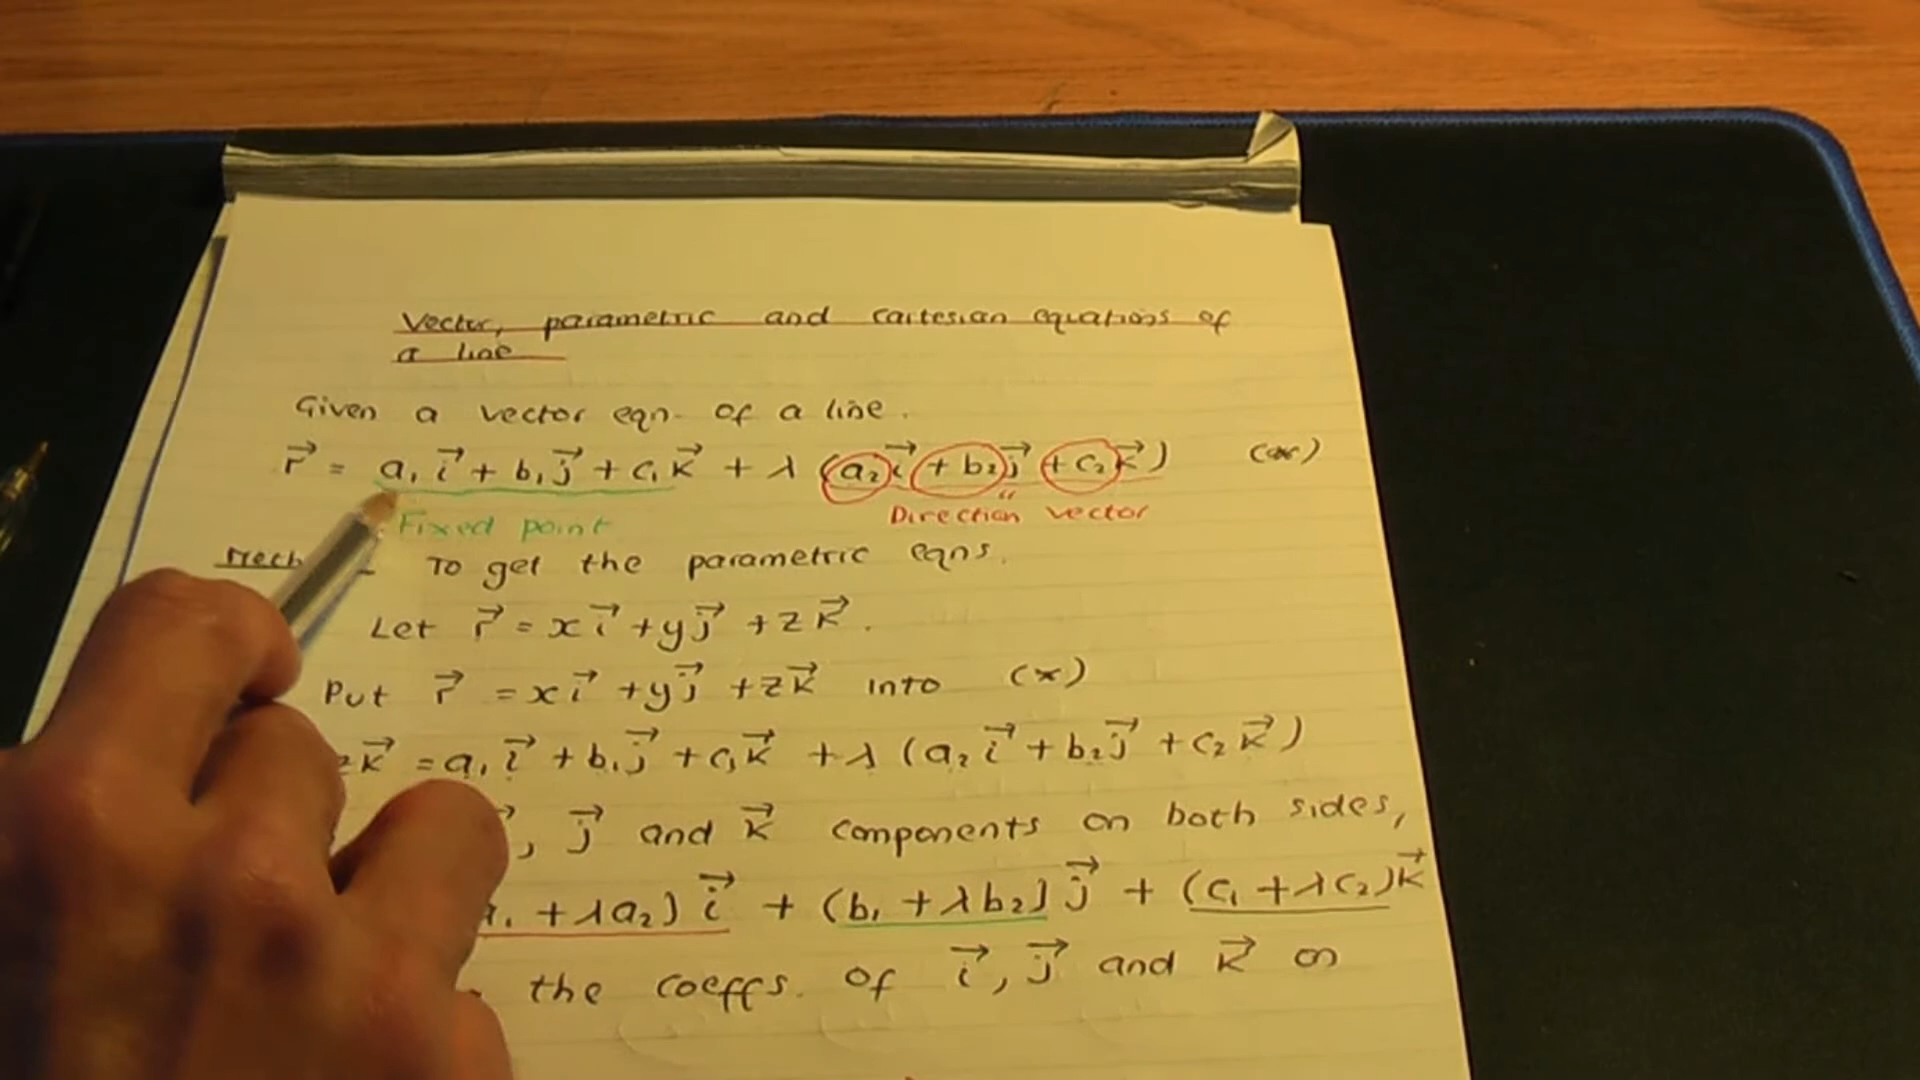 Vector, parametric and cartesian equations of
a line
Given a vector eqn. of a line.
r⃗ = a₁i⃗ + b₁j⃗ + c₁k⃗ + λ (a₂i⃗ + b₂j⃗ + c₂k⃗) (*)
Fixed point Direction vector
To get the parametric eqns.
Let r⃗ = xi⃗ + yj⃗ + zk⃗.
Put r⃗ = xi⃗ + yj⃗ + zk⃗ into (*)
zk⃗ = a₁i⃗ + b₁j⃗ + c₁k⃗ + λ (a₂i⃗ + b₂j⃗ + c₂k⃗)
, j⃗ and k⃗ components on both sides,
+ λa₂) i⃗ + (b₁ + λb₂) j⃗ + (c₁ + λc₂)k⃗
the coeffs. of i⃗, j⃗ and k⃗ on